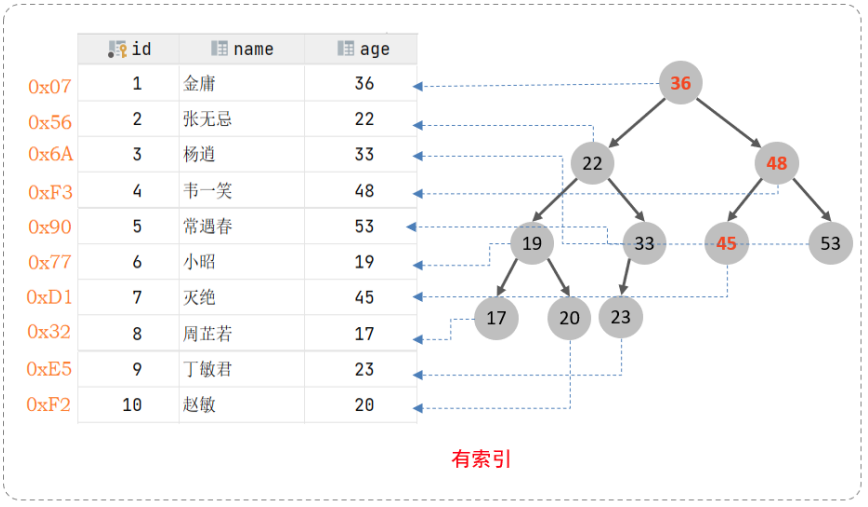 id name age
0x07 1 金庸 36
0x56 2 张无忌 22
0x6A 3 杨逍 33
0xF3 4 韦一笑 48
0x90 5 常遇春 53
0x77 6 小昭 19
0xD1 7 灭绝 45
0x32 8 周芷若 17
0xE5 9 丁敏君 23
0xF2 10 赵敏 20
36
22 48
19 33 45 53
17 20 23
有索引